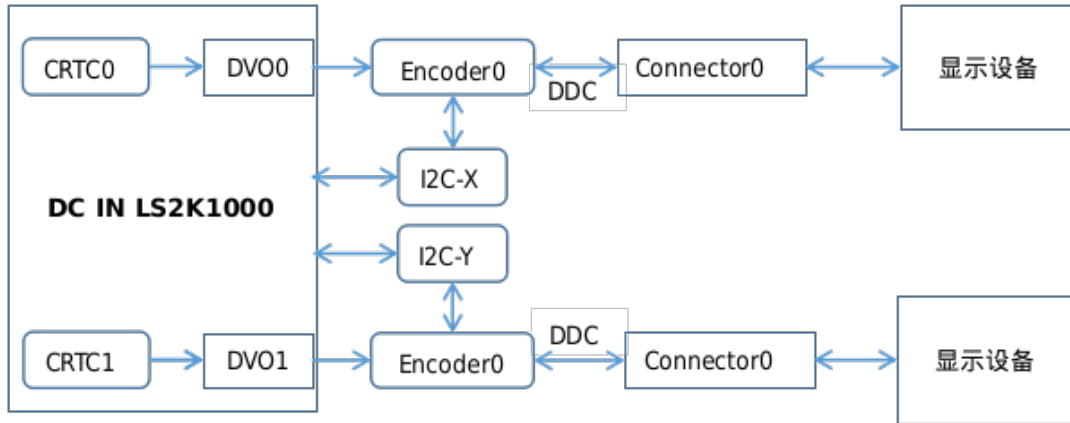 CRTC0
DVO0
Encoder0
DDC
Connector0
显示设备
I2C-X
DC IN LS2K1000
I2C-Y
CRTC1
DVO1
Encoder0
DDC
Connector0
显示设备